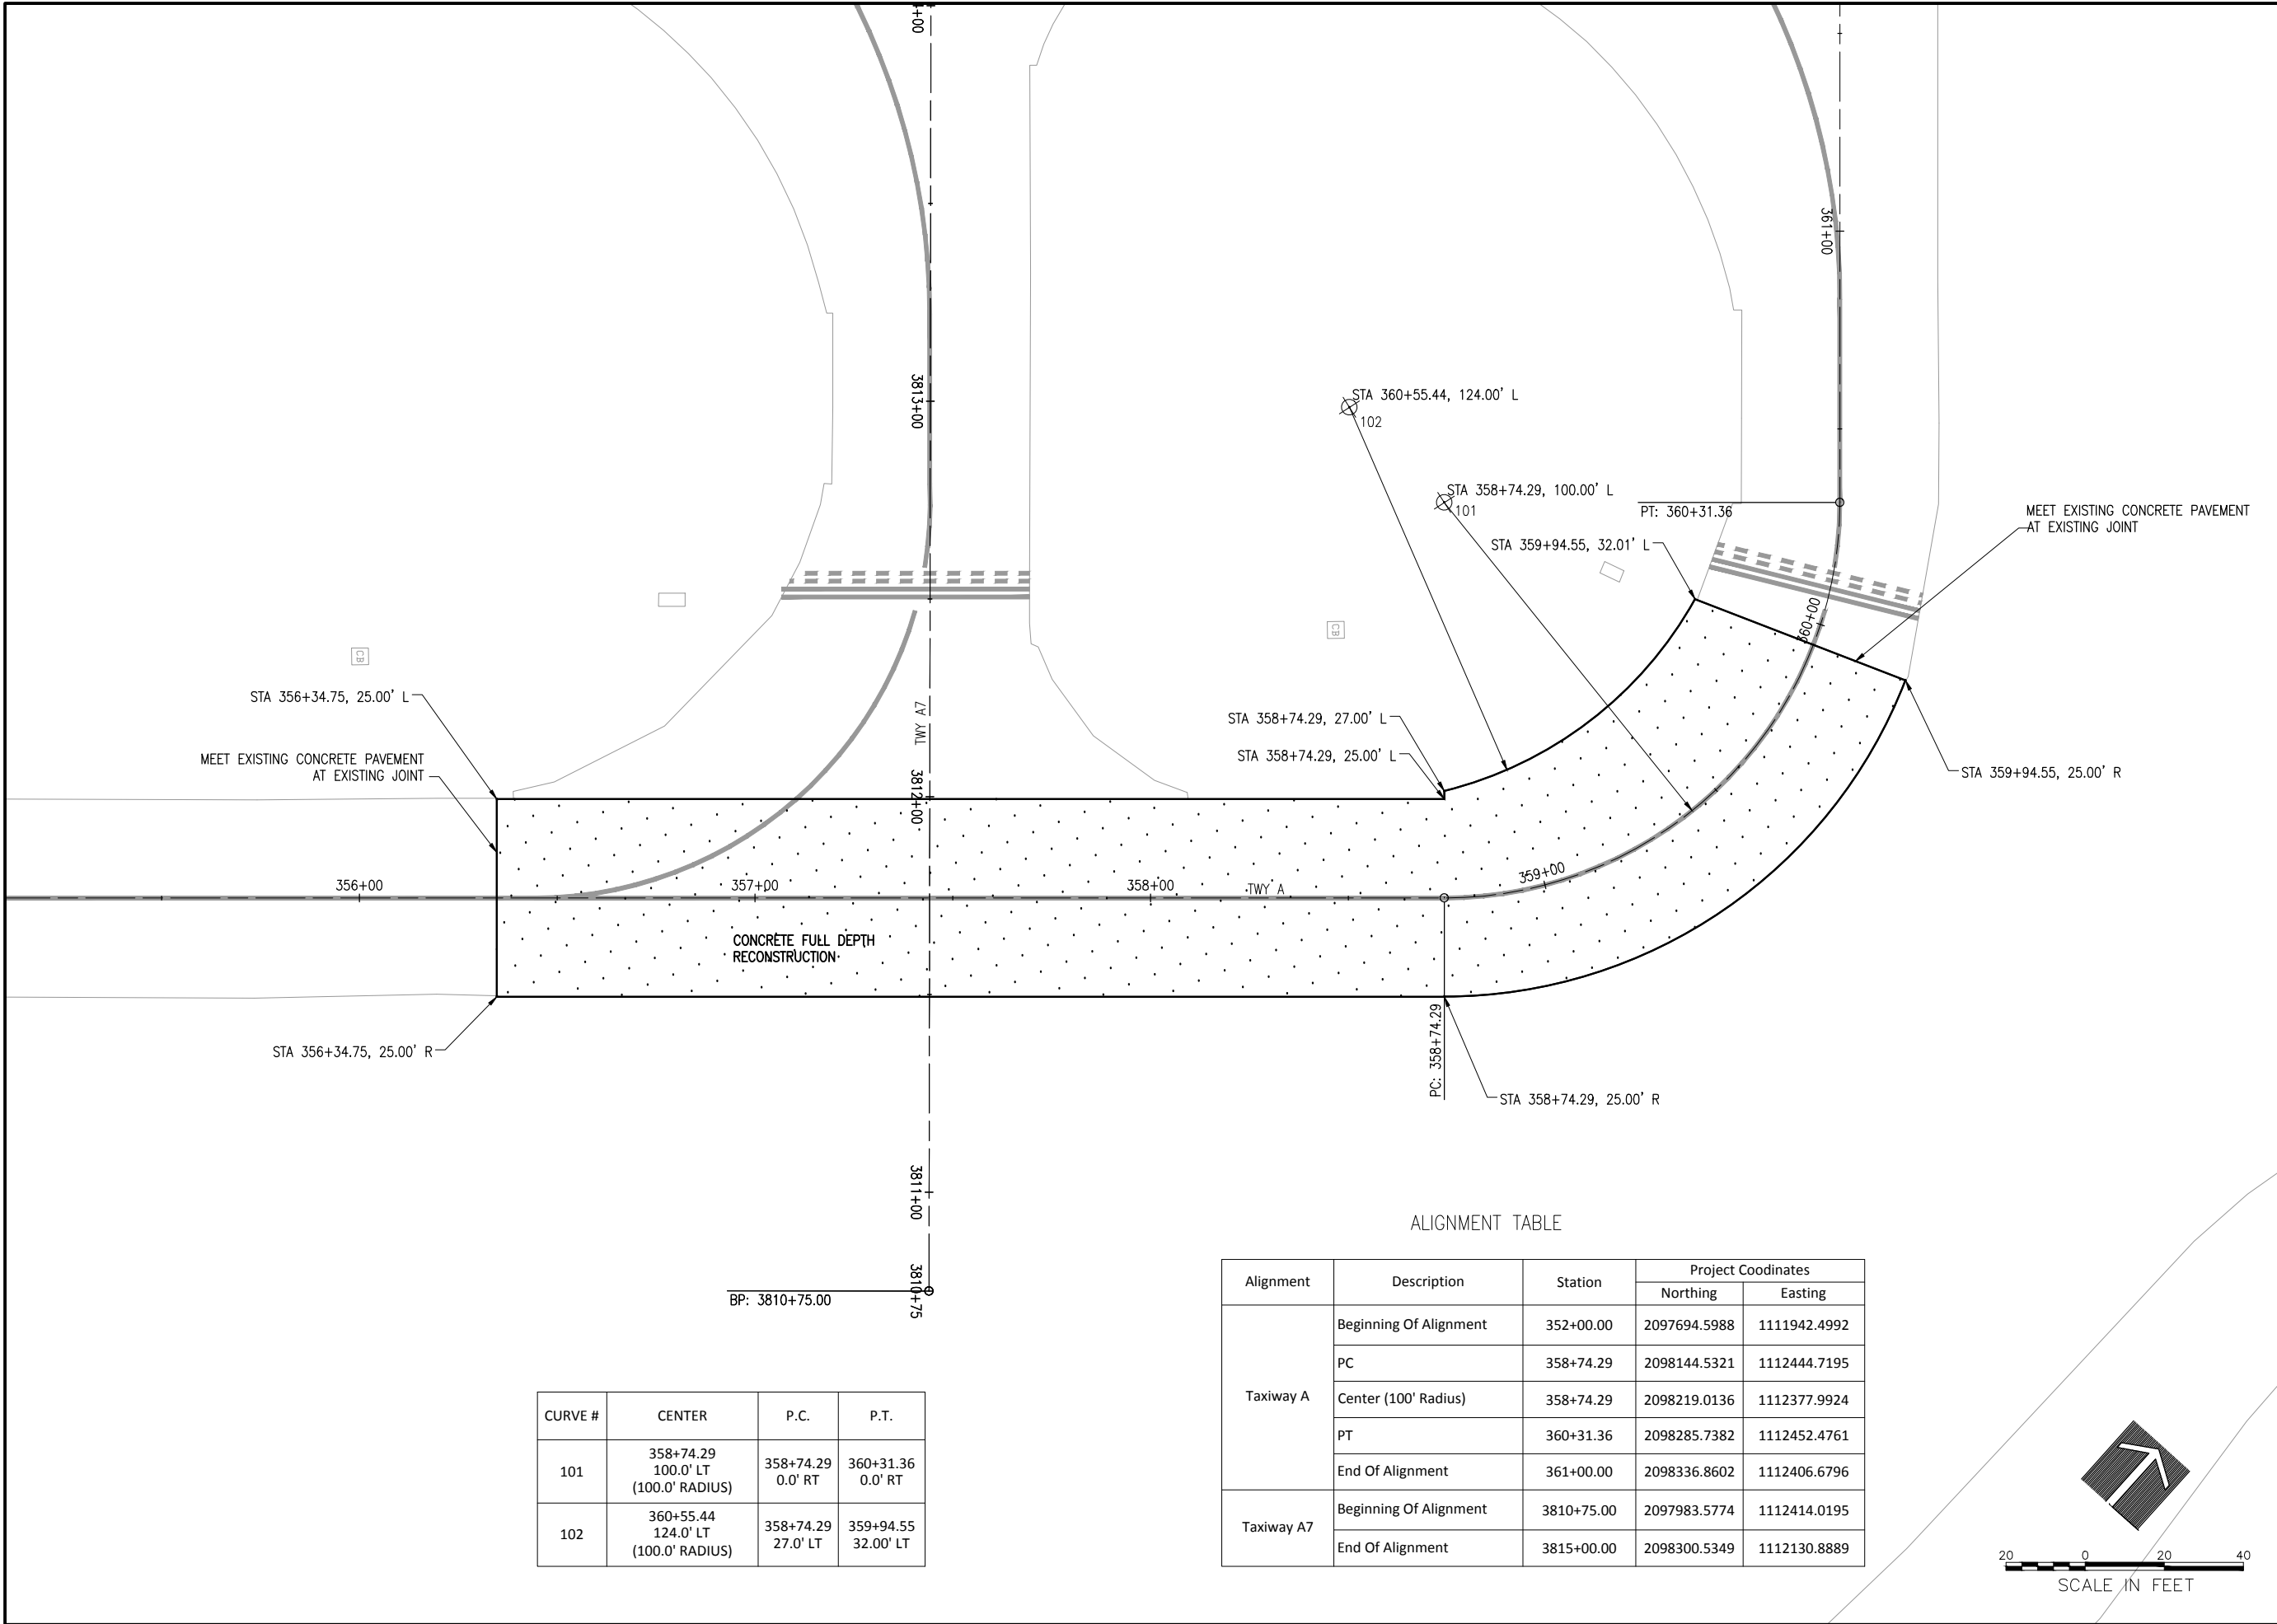 +00
361+00
3813+00
STA 360+55.44, 124.00' L
102
STA 358+74.29, 100.00' L
101
PT: 360+31.36
MEET EXISTING CONCRETE PAVEMENT
AT EXISTING JOINT
STA 359+94.55, 32.01' L
360+00
CB
CB
STA 356+34.75, 25.00' L
TWY A7
STA 358+74.29, 27.00' L
STA 358+74.29, 25.00' L
MEET EXISTING CONCRETE PAVEMENT
AT EXISTING JOINT
STA 359+94.55, 25.00' R
3812+00
356+00
357+00
358+00
TWY A
359+00
CONCRETE FULL DEPTH
RECONSTRUCTION
STA 356+34.75, 25.00' R
PC: 358+74.29
STA 358+74.29, 25.00' R
3811+00
3810+75
BP: 3810+75.00
ALIGNMENT TABLE
Alignment Description Station Project Coodinates
Northing Easting
Taxiway A
Beginning Of Alignment 352+00.00 2097694.5988 1111942.4992
PC 358+74.29 2098144.5321 1112444.7195
Center (100' Radius) 358+74.29 2098219.0136 1112377.9924
PT 360+31.36 2098285.7382 1112452.4761
End Of Alignment 361+00.00 2098336.8602 1112406.6796
Taxiway A7
Beginning Of Alignment 3810+75.00 2097983.5774 1112414.0195
End Of Alignment 3815+00.00 2098300.5349 1112130.8889
CURVE # CENTER P.C. P.T.
101
358+74.29
100.0' LT
(100.0' RADIUS)
358+74.29
0.0' RT
360+31.36
0.0' RT
102
360+55.44
124.0' LT
(100.0' RADIUS)
358+74.29
27.0' LT
359+94.55
32.00' LT
20 0 20 40
SCALE IN FEET